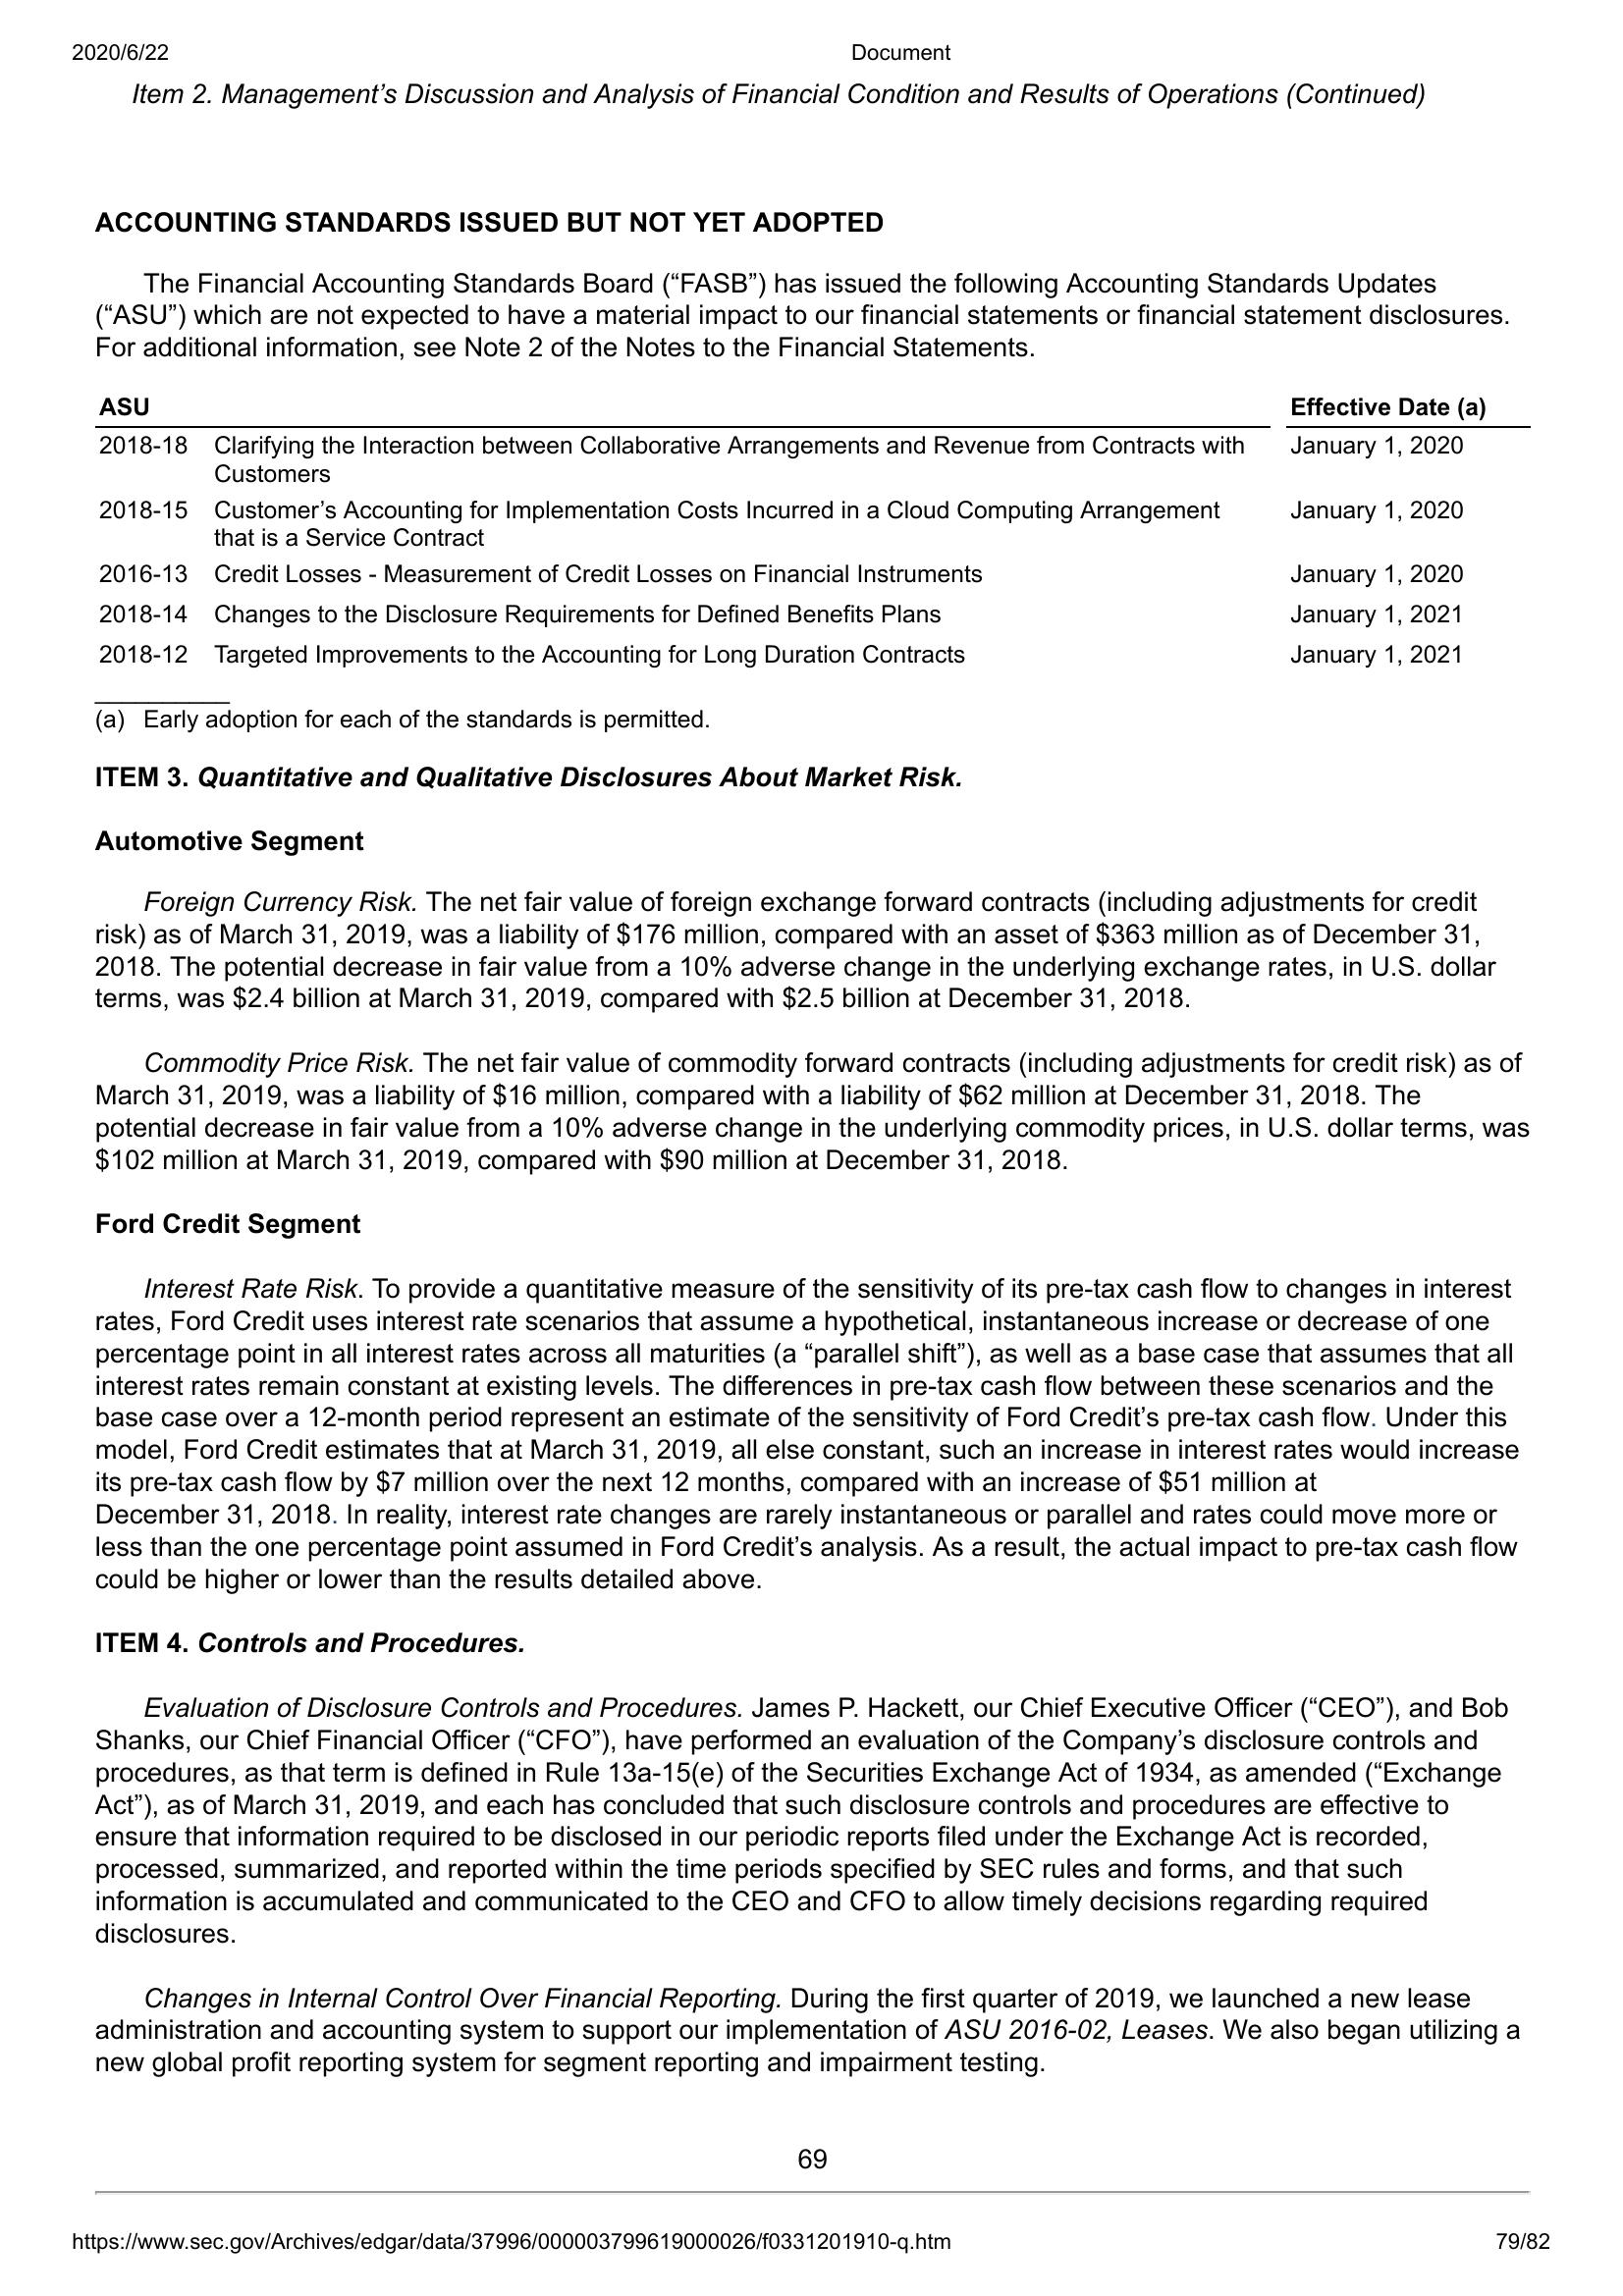 2020/6/22 Document
Item 2. Management’s Discussion and Analysis of Financial Condition and Results of Operations (Continued)
ACCOUNTING STANDARDS ISSUED BUT NOT YET ADOPTED
The Financial Accounting Standards Board (“FASB”) has issued the following Accounting Standards Updates
(“ASU”) which are not expected to have a material impact to our financial statements or financial statement disclosures.
For additional information, see Note 2 of the Notes to the Financial Statements.
ASU Effective Date (a)
2018-18 Clarifying the Interaction between Collaborative Arrangements and Revenue from Contracts with January 1, 2020
Customers
2018-15 Customer’s Accounting for Implementation Costs Incurred in a Cloud Computing Arrangement January 1, 2020
that is a Service Contract
2016-13 Credit Losses - Measurement of Credit Losses on Financial Instruments January 1, 2020
2018-14 Changes to the Disclosure Requirements for Defined Benefits Plans January 1, 2021
2018-12 Targeted Improvements to the Accounting for Long Duration Contracts January 1, 2021
(a) Early adoption for each of the standards is permitted.
ITEM 3. Quantitative and Qualitative Disclosures About Market Risk.
Automotive Segment
Foreign Currency Risk. The net fair value of foreign exchange forward contracts (including adjustments for credit
risk) as of March 31, 2019, was a liability of $176 million, compared with an asset of $363 million as of December 31,
2018. The potential decrease in fair value from a 10% adverse change in the underlying exchange rates, in U.S. dollar
terms, was $2.4 billion at March 31, 2019, compared with $2.5 billion at December 31, 2018.
Commodity Price Risk. The net fair value of commodity forward contracts (including adjustments for credit risk) as of
March 31, 2019, was a liability of $16 million, compared with a liability of $62 million at December 31, 2018. The
potential decrease in fair value from a 10% adverse change in the underlying commodity prices, in U.S. dollar terms, was
$102 million at March 31, 2019, compared with $90 million at December 31, 2018.
Ford Credit Segment
Interest Rate Risk. To provide a quantitative measure of the sensitivity of its pre-tax cash flow to changes in interest
rates, Ford Credit uses interest rate scenarios that assume a hypothetical, instantaneous increase or decrease of one
percentage point in all interest rates across all maturities (a “parallel shift”), as well as a base case that assumes that all
interest rates remain constant at existing levels. The differences in pre-tax cash flow between these scenarios and the
base case over a 12-month period represent an estimate of the sensitivity of Ford Credit’s pre-tax cash flow. Under this
model, Ford Credit estimates that at March 31, 2019, all else constant, such an increase in interest rates would increase
its pre-tax cash flow by $7 million over the next 12 months, compared with an increase of $51 million at
December 31, 2018. In reality, interest rate changes are rarely instantaneous or parallel and rates could move more or
less than the one percentage point assumed in Ford Credit’s analysis. As a result, the actual impact to pre-tax cash flow
could be higher or lower than the results detailed above.
ITEM 4. Controls and Procedures.
Evaluation of Disclosure Controls and Procedures. James P. Hackett, our Chief Executive Officer (“CEO”), and Bob
Shanks, our Chief Financial Officer (“CFO”), have performed an evaluation of the Company’s disclosure controls and
procedures, as that term is defined in Rule 13a-15(e) of the Securities Exchange Act of 1934, as amended (“Exchange
Act”), as of March 31, 2019, and each has concluded that such disclosure controls and procedures are effective to
ensure that information required to be disclosed in our periodic reports filed under the Exchange Act is recorded,
processed, summarized, and reported within the time periods specified by SEC rules and forms, and that such
information is accumulated and communicated to the CEO and CFO to allow timely decisions regarding required
disclosures.
Changes in Internal Control Over Financial Reporting. During the first quarter of 2019, we launched a new lease
administration and accounting system to support our implementation of ASU 2016-02, Leases. We also began utilizing a
new global profit reporting system for segment reporting and impairment testing.
69
https://www.sec.gov/Archives/edgar/data/37996/000003799619000026/f0331201910-q.htm 79/82